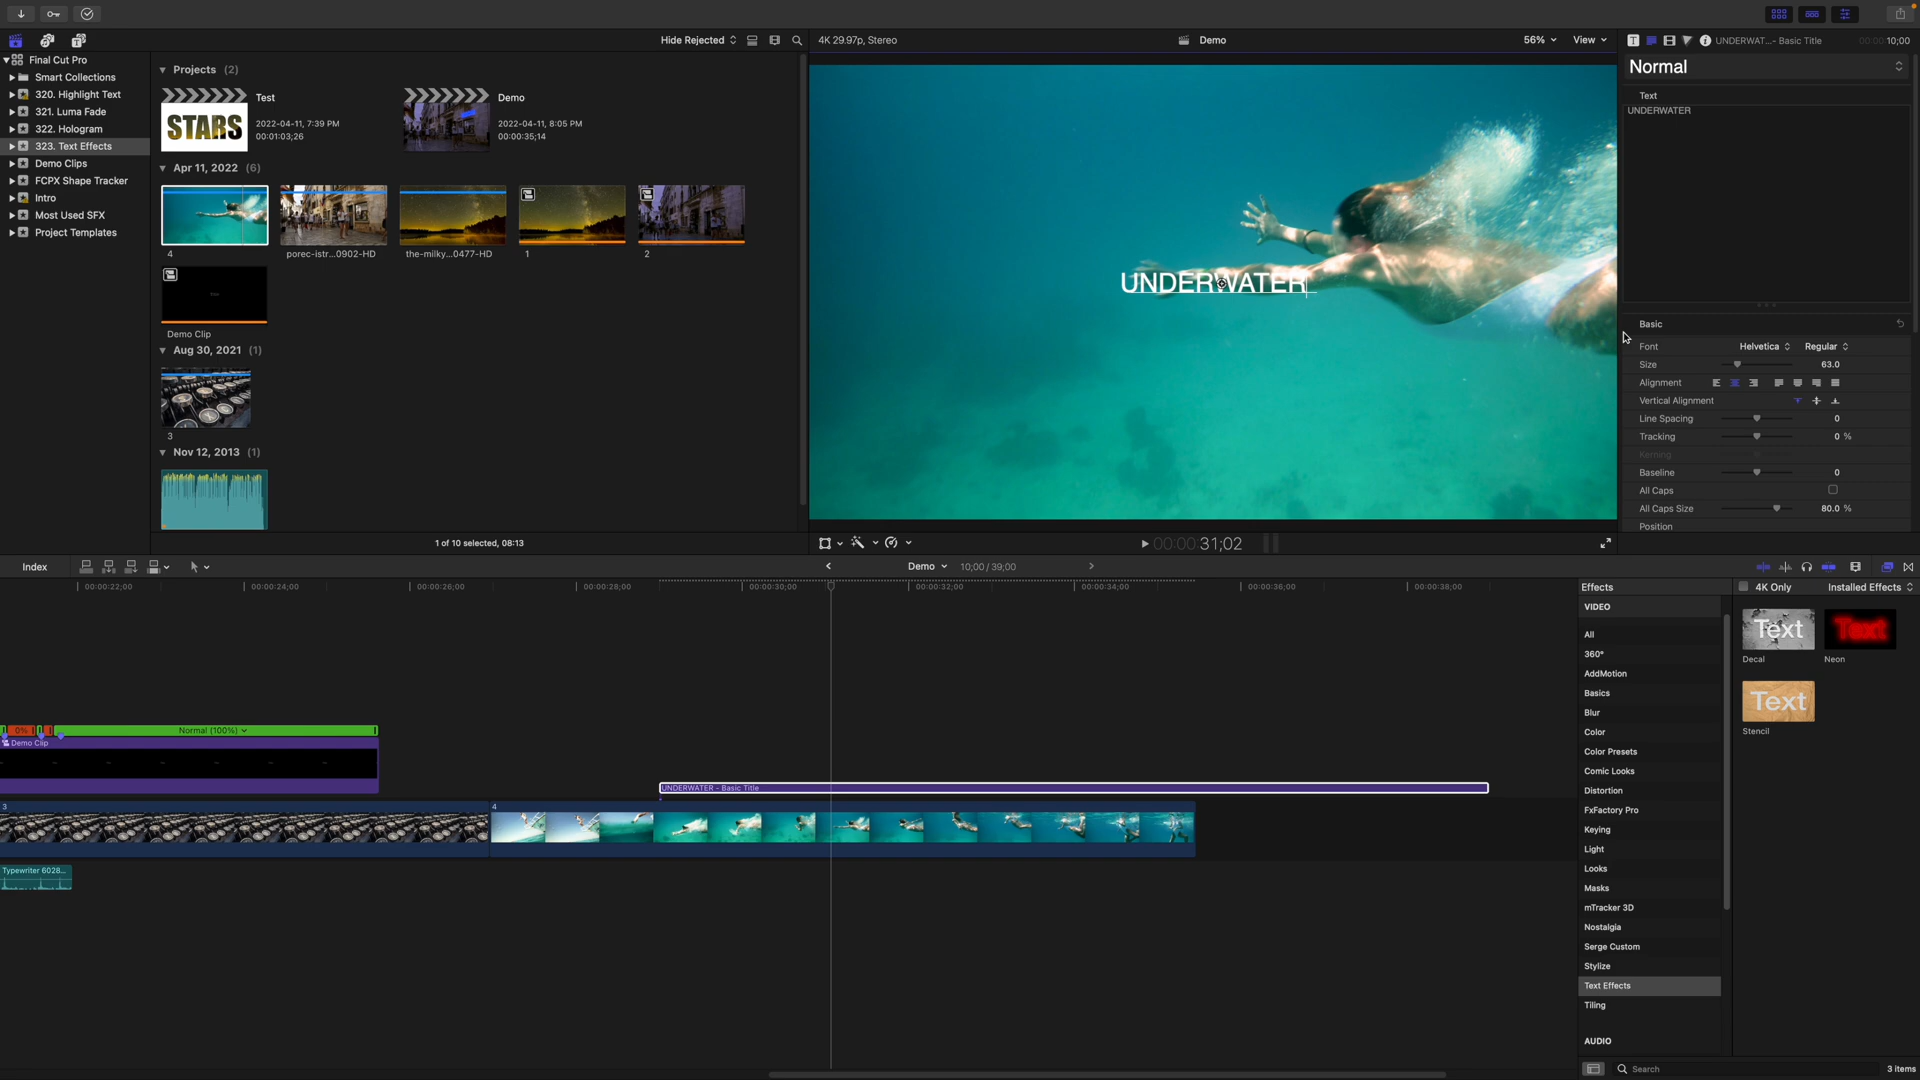 Hide Rejected
4K 29.97p, Stereo
Demo
56%
View
UNDERWAT...- Basic Title
00:00:10;00
Final Cut Pro
Smart Collections
320. Highlight Text
321. Luma Fade
322. Hologram
323. Text Effects
Demo Clips
FCPX Shape Tracker
Intro
Most Used SFX
Project Templates
Projects (2)
STARS
Test
2022-04-11, 7:39 PM
00:01:03;26
Demo
2022-04-11, 8:05 PM
00:00:35;14
Apr 11, 2022 (6)
4
porec-istr...0902-HD
the-milky...0477-HD
1
2
Demo Clip
Aug 30, 2021 (1)
3
Nov 12, 2013 (1)
1 of 10 selected, 08:13
UNDERWATER
00:00:31;02
Normal
Text
UNDERWATER
Basic
Font Helvetica Regular
Size 63.0
Alignment
Vertical Alignment
Line Spacing 0
Tracking 0 %
Kerning
Baseline 0
All Caps
All Caps Size 80.0 %
Position
Index
Demo
10;00 / 39;00
00:00:22;00
00:00:24;00
00:00:26;00
00:00:28;00
00:00:30;00
00:00:32;00
00:00:34;00
00:00:36;00
00:00:38;00
0%
Normal (100%)
Demo Clip
UNDERWATER - Basic Title
3
4
Typewriter 6028...
Effects
4K Only
Installed Effects
VIDEO
All
360°
AddMotion
Basics
Blur
Color
Color Presets
Comic Looks
Distortion
FxFactory Pro
Keying
Light
Looks
Masks
mTracker 3D
Nostalgia
Serge Custom
Stylize
Text Effects
Tiling
AUDIO
Text
Decal
Text
Neon
Text
Stencil
Search
3 items